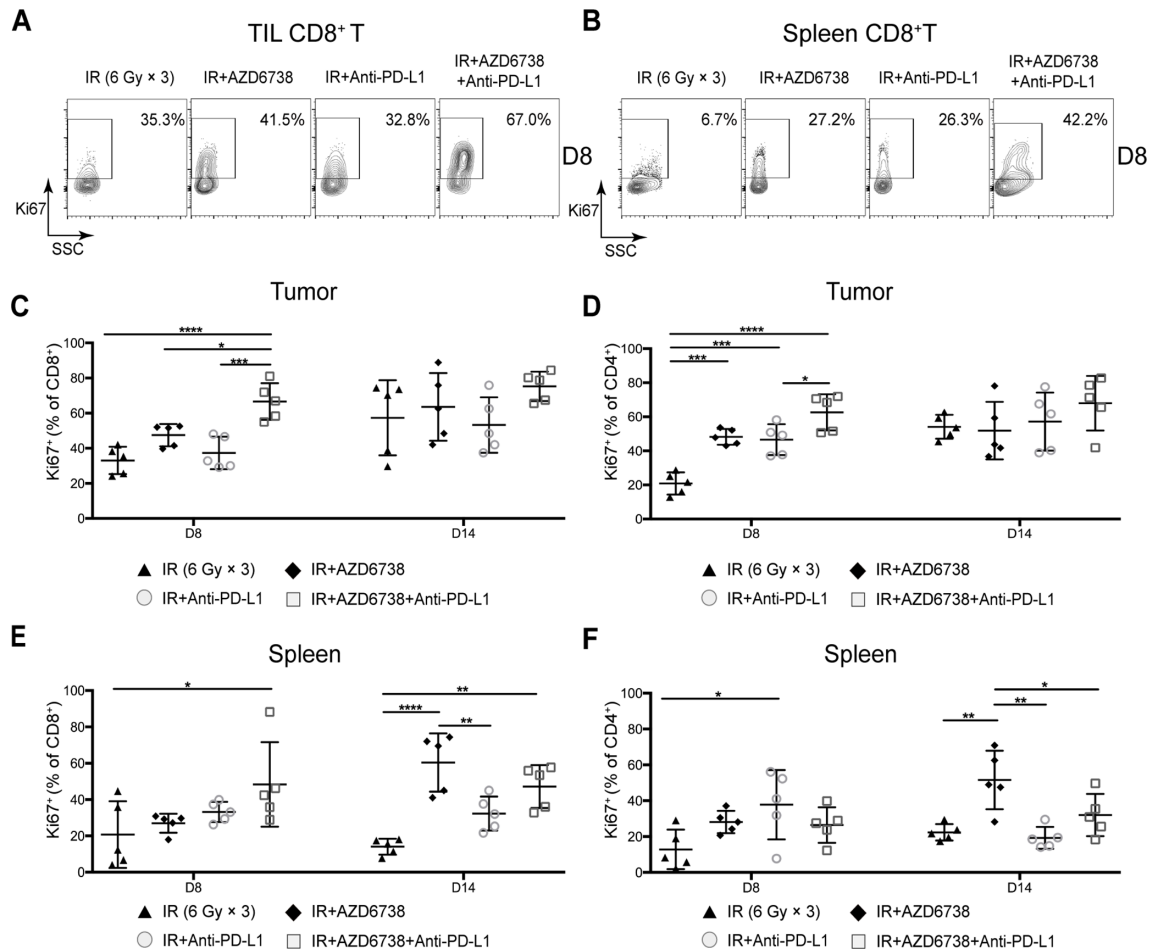 A
TIL CD8⁺ T
IR (6 Gy × 3)
IR+AZD6738
IR+Anti-PD-L1
IR+AZD6738
+Anti-PD-L1
35.3%
41.5%
32.8%
67.0%
D8
Ki67
SSC
B
Spleen CD8⁺T
IR (6 Gy × 3)
IR+AZD6738
IR+Anti-PD-L1
IR+AZD6738
+Anti-PD-L1
6.7%
27.2%
26.3%
42.2%
D8
Ki67
SSC
C
Tumor
Ki67⁺ (% of CD8⁺)
100
80
60
40
20
0
****
*
***
D8
D14
IR (6 Gy × 3)
IR+AZD6738
IR+Anti-PD-L1
IR+AZD6738+Anti-PD-L1
D
Tumor
Ki67⁺ (% of CD4⁺)
100
80
60
40
20
0
****
***
***
*
D8
D14
IR (6 Gy × 3)
IR+AZD6738
IR+Anti-PD-L1
IR+AZD6738+Anti-PD-L1
E
Spleen
Ki67⁺ (% of CD8⁺)
100
80
60
40
20
0
*
**
****
**
D8
D14
IR (6 Gy × 3)
IR+AZD6738
IR+Anti-PD-L1
IR+AZD6738+Anti-PD-L1
F
Spleen
Ki67⁺ (% of CD4⁺)
100
80
60
40
20
0
*
*
**
**
D8
D14
IR (6 Gy × 3)
IR+AZD6738
IR+Anti-PD-L1
IR+AZD6738+Anti-PD-L1